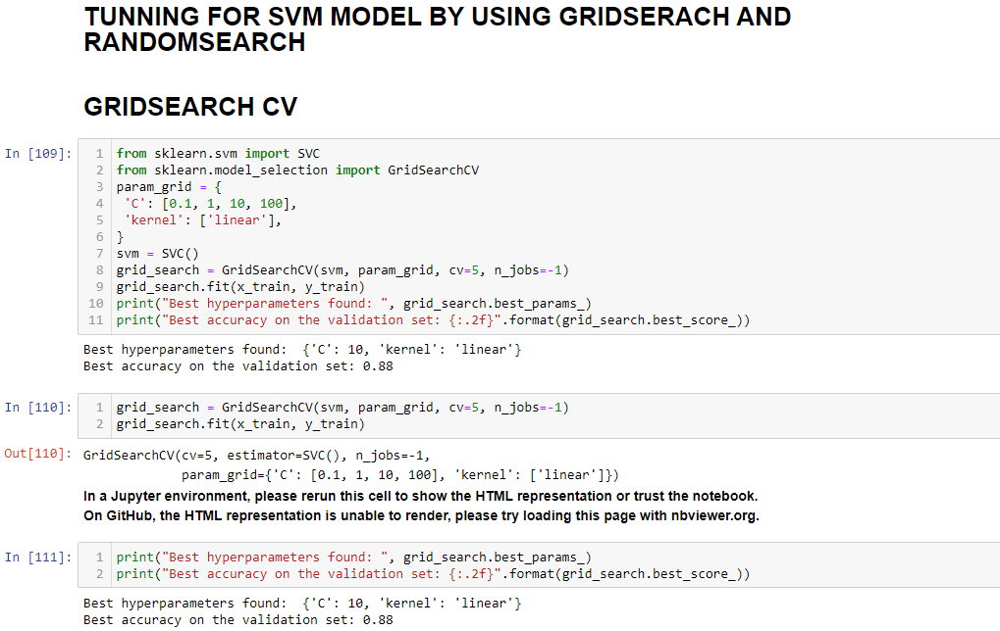 TUNNING FOR SVM MODEL BY USING GRIDSERACH AND
RANDOMSEARCH
GRIDSEARCH CV
In [109]:
1 from sklearn.svm import SVC
2 from sklearn.model_selection import GridSearchCV
3 param_grid = {
4  'C': [0.1, 1, 10, 100],
5  'kernel': ['linear'],
6 }
7 svm = SVC()
8 grid_search = GridSearchCV(svm, param_grid, cv=5, n_jobs=-1)
9 grid_search.fit(x_train, y_train)
10 print("Best hyperparameters found: ", grid_search.best_params_)
11 print("Best accuracy on the validation set: {:.2f}".format(grid_search.best_score_))
Best hyperparameters found:  {'C': 10, 'kernel': 'linear'}
Best accuracy on the validation set: 0.88
In [110]:
1 grid_search = GridSearchCV(svm, param_grid, cv=5, n_jobs=-1)
2 grid_search.fit(x_train, y_train)
Out[110]: GridSearchCV(cv=5, estimator=SVC(), n_jobs=-1,
             param_grid={'C': [0.1, 1, 10, 100], 'kernel': ['linear']})
In a Jupyter environment, please rerun this cell to show the HTML representation or trust the notebook.
On GitHub, the HTML representation is unable to render, please try loading this page with nbviewer.org.
In [111]:
1 print("Best hyperparameters found: ", grid_search.best_params_)
2 print("Best accuracy on the validation set: {:.2f}".format(grid_search.best_score_))
Best hyperparameters found:  {'C': 10, 'kernel': 'linear'}
Best accuracy on the validation set: 0.88